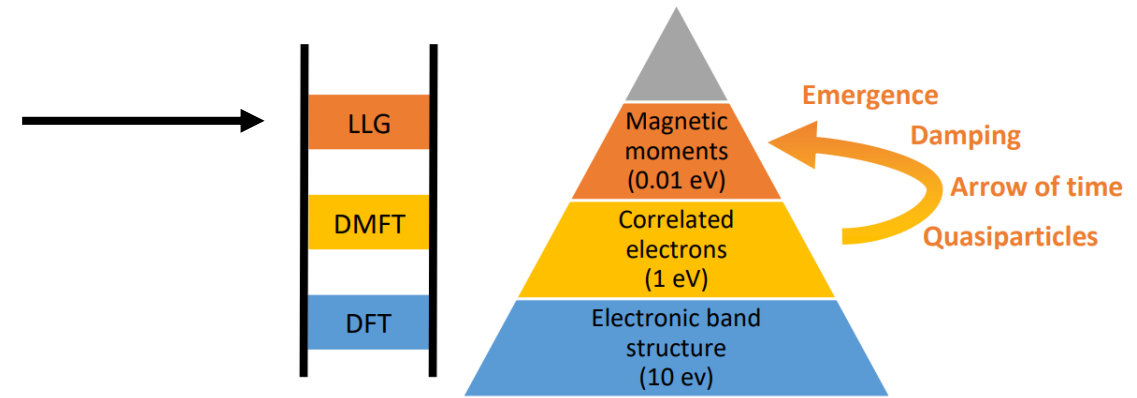 LLG
DMFT
DFT
Magnetic
moments
(0.01 eV)
Correlated
electrons
(1 eV)
Electronic band
structure
(10 ev)
Emergence
Damping
Arrow of time
Quasiparticles